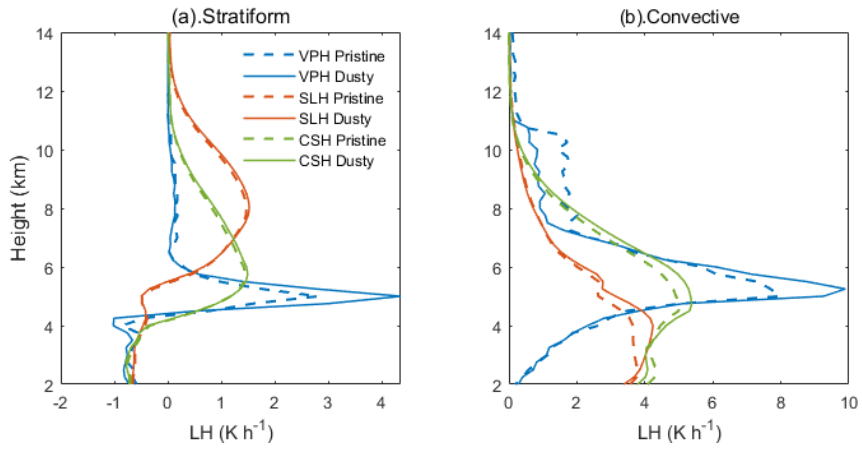 (a).Stratiform
(b).Convective
14
12
10
8
6
4
2
Height (km)
VPH Pristine
VPH Dusty
SLH Pristine
SLH Dusty
CSH Pristine
CSH Dusty
-2 -1 0 1 2 3 4
LH (K h⁻¹)
14
12
10
8
6
4
2
0 2 4 6 8 10
LH (K h⁻¹)